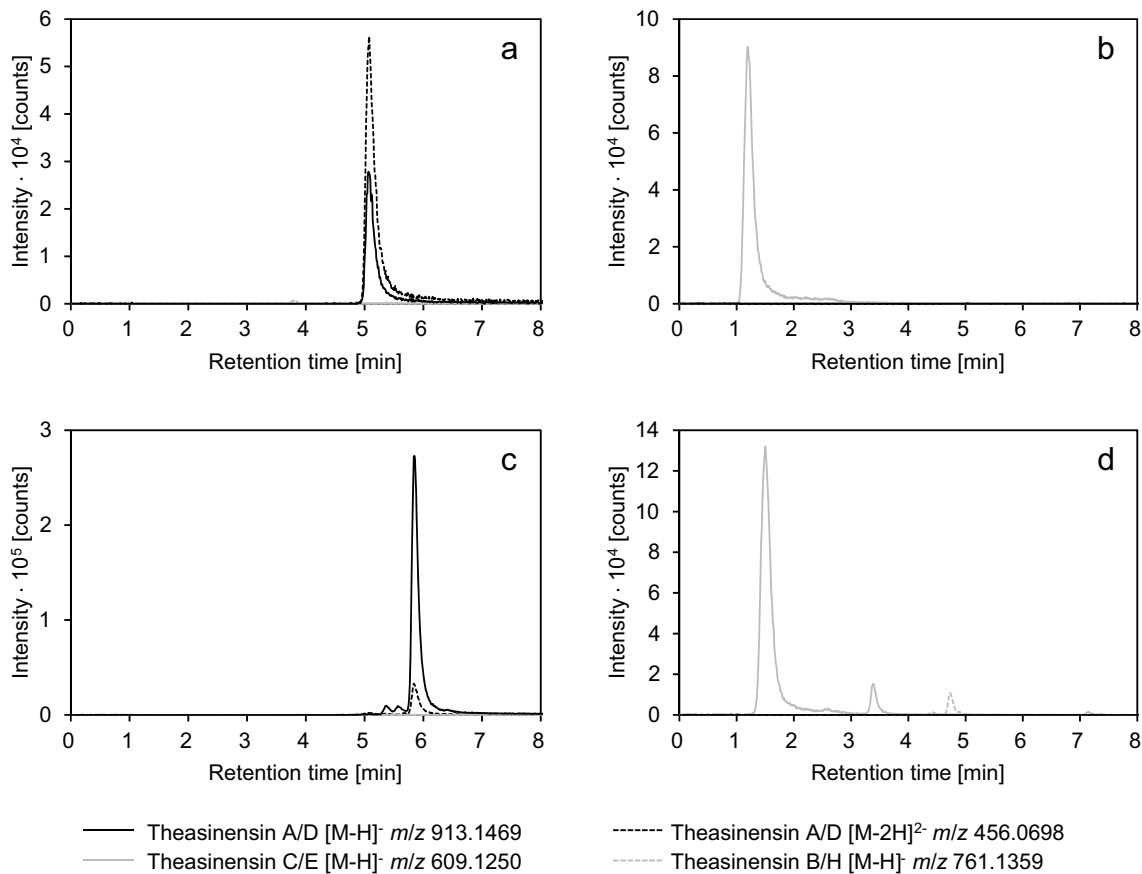 a
6
5
4
3
2
1
0
Intensity · 10⁴ [counts]
0 1 2 3 4 5 6 7 8
Retention time [min]
b
10
8
6
4
2
0
Intensity · 10⁴ [counts]
0 1 2 3 4 5 6 7 8
Retention time [min]
c
3
2
1
0
Intensity · 10⁵ [counts]
0 1 2 3 4 5 6 7 8
Retention time [min]
d
14
12
10
8
6
4
2
0
Intensity · 10⁴ [counts]
0 1 2 3 4 5 6 7 8
Retention time [min]
Theasinensin A/D [M-H]⁻ m/z 913.1469
Theasinensin A/D [M-2H]²⁻ m/z 456.0698
Theasinensin C/E [M-H]⁻ m/z 609.1250
Theasinensin B/H [M-H]⁻ m/z 761.1359